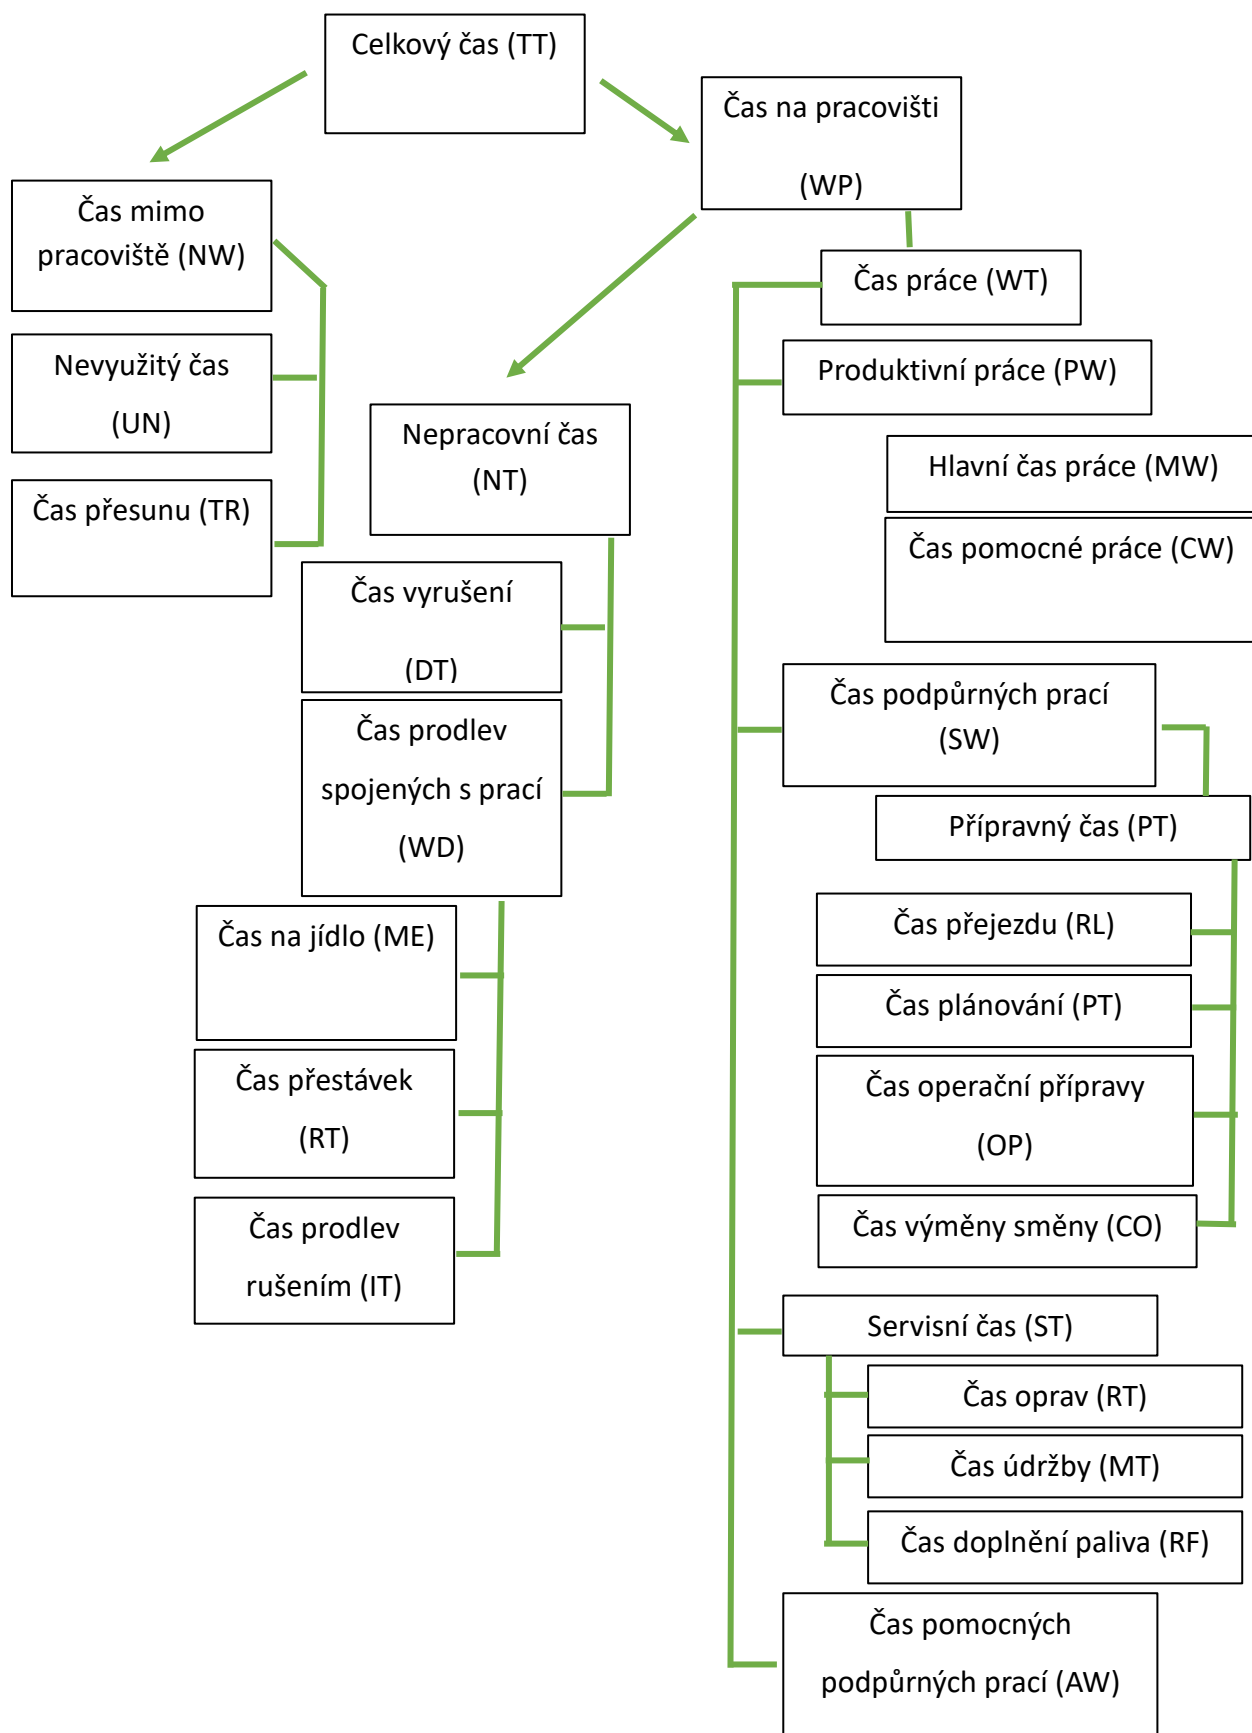 Celkový čas (TT)
Čas na pracovišti
(WP)
Čas mimo
pracoviště (NW)
Nevyužitý čas
(UN)
Čas přesunu (TR)
Nepracovní čas
(NT)
Čas vyrušení
(DT)
Čas prodlev
spojených s prací
(WD)
Čas na jídlo (ME)
Čas přestávek
(RT)
Čas prodlev
rušením (IT)
Čas práce (WT)
Produktivní práce (PW)
Hlavní čas práce (MW)
Čas pomocné práce (CW)
Čas podpůrných prací
(SW)
Přípravný čas (PT)
Čas přejezdu (RL)
Čas plánování (PT)
Čas operační přípravy
(OP)
Čas výměny směny (CO)
Servisní čas (ST)
Čas oprav (RT)
Čas údržby (MT)
Čas doplnění paliva (RF)
Čas pomocných
podpůrných prací (AW)